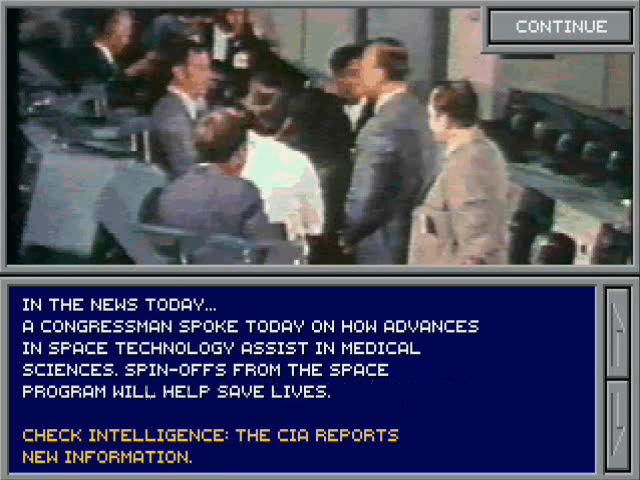 CONTINUE
IN THE NEWS TODAY...
A CONGRESSMAN SPOKE TODAY ON HOW ADVANCES
IN SPACE TECHNOLOGY ASSIST IN MEDICAL
SCIENCES. SPIN-OFFS FROM THE SPACE
PROGRAM WILL HELP SAVE LIVES.
CHECK INTELLIGENCE: THE CIA REPORTS
NEW INFORMATION.